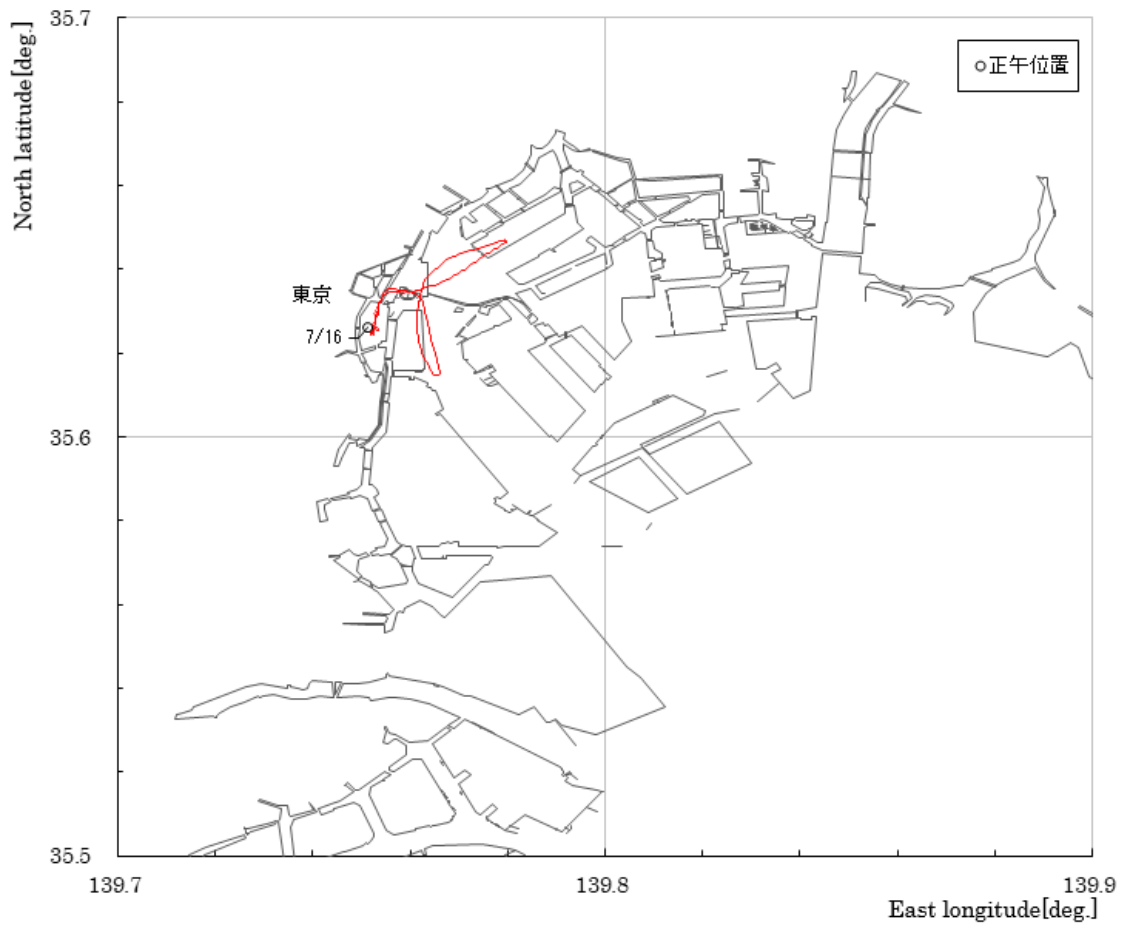 35.7
North latitude[deg.]
○正午位置
東京
7/16
35.6
35.5
139.7
139.8
139.9
East longitude[deg.]